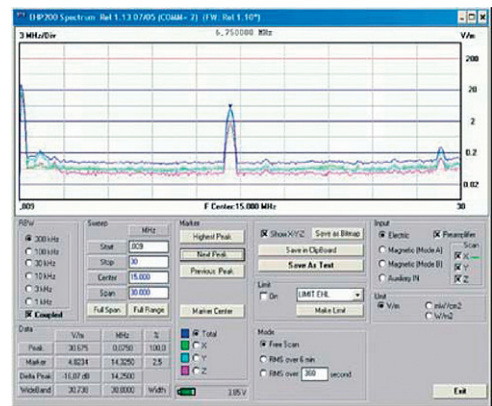 EHP200 Spectrum Rel 1.13 07/05 (COMM= 2) (FW: Rel 1.10*)
3 MHz/Div 6.750000 MHz V/m
200
20
2
0.2
0.02
.009 F Center:15.000 MHz 30
RBW
300 kHz
100 kHz
30 kHz
10 kHz
3 kHz
1 kHz
Coupled
Sweep
MHz
Start .009
Stop 30
Center 15.000
Span 30.000
Full Span Full Range
Marker
Highest Peak
Next Peak
Previous Peak
Marker Center
Show X-Y-Z Save as Bitmap
Save in ClipBoard
Save As Text
Limit
On LIMIT EHL
Make Limit
Input
Electric
Magnetic (Mode A)
Magnetic (Mode B)
Auxiliary IN
Preamplifier
Scan
X
Y
Z
Unit
V/m mW/cm2
W/m2
Data
V/m MHz %
Peak 30.675 0.0750 100.0
Marker 4.8234 14.3250 2.5
Delta Peak -16.07 dB 14.2500
WideBand 30.730 30.0000 Width
Total
X
Y
Z
3.85 V
Mode
Free Scan
RMS over 6 min
RMS over 360 second
Exit